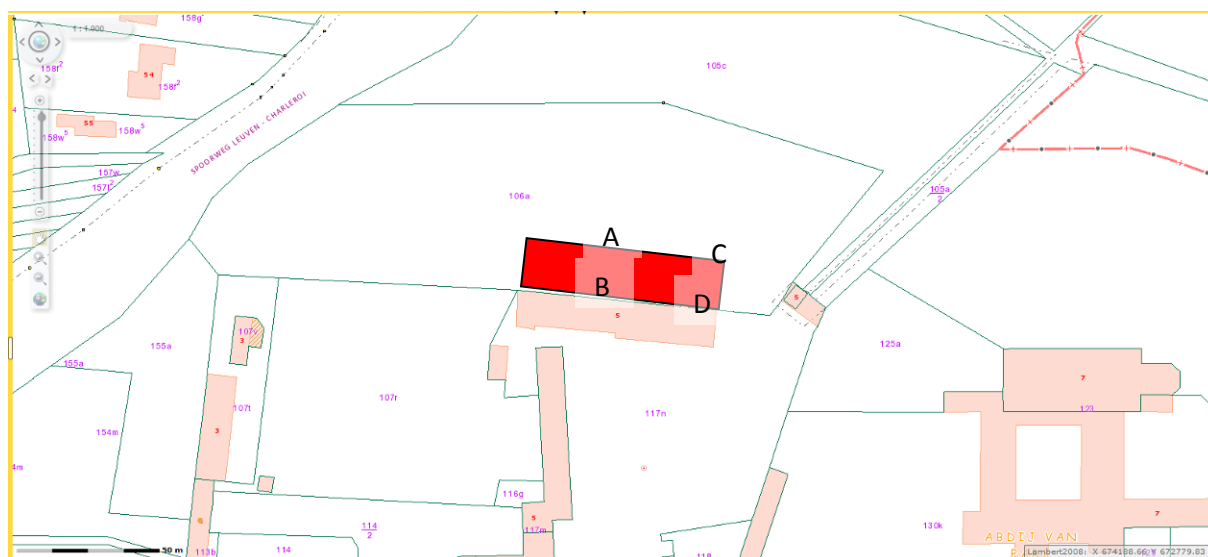 158g
1 : 1.000
54
158f²
158f²
55
158w⁵
158w⁵
157w
157l²
SPOORWEG LEUVEN - CHARLEROI
105c
106a
105a
2
A
C
B
D
5
5
155a
155a
3
107t
3
107r
117n
125a
7
123
154m
4m
116g
5
117m
114
2
113b
114
118
130k
7
ABDIJ VAN
50 m
Lambert2008: X 674188.66 Y 672779.83